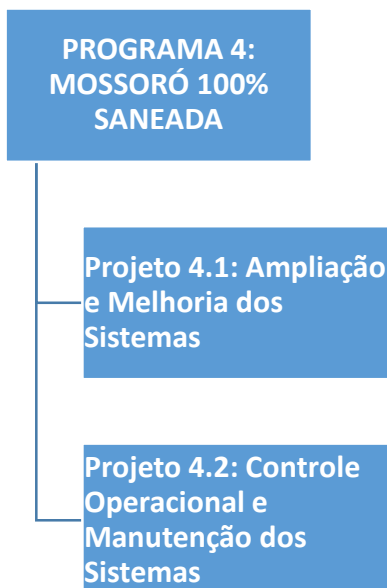 PROGRAMA 4:
MOSSORÓ 100%
SANEADA
Projeto 4.1: Ampliação
e Melhoria dos
Sistemas
Projeto 4.2: Controle
Operacional e
Manutenção dos
Sistemas